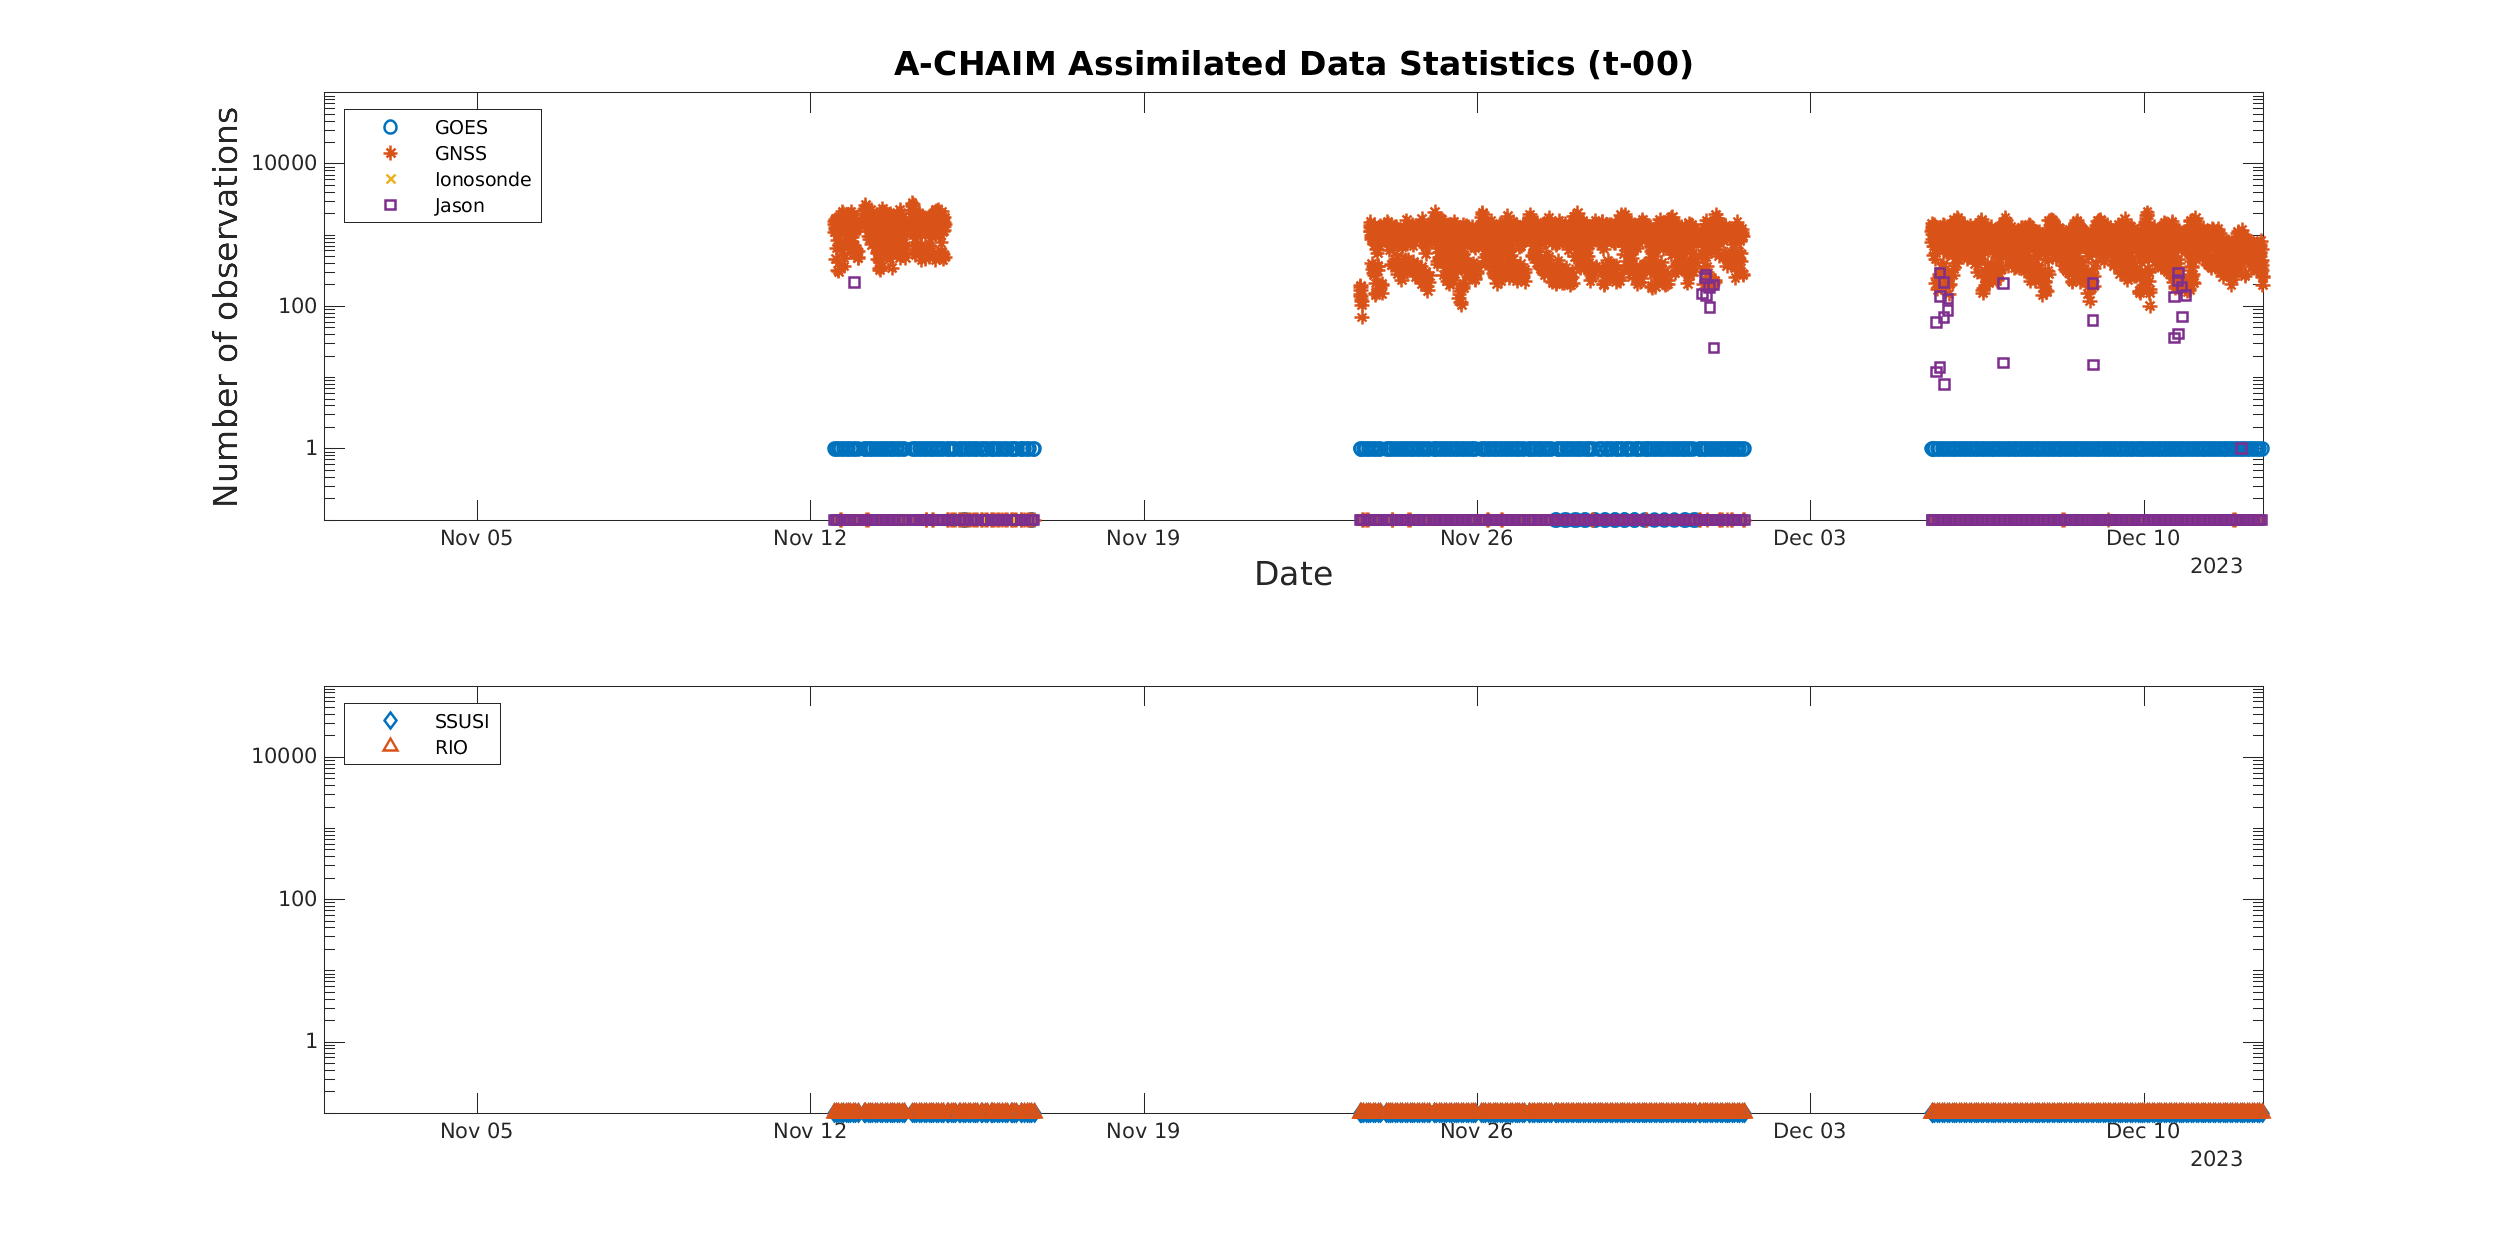 A-CHAIM Assimilated Data Statistics (t-00)
Number of observations
GOES
GNSS
Ionosonde
Jason
10000
100
1
Nov 05 Nov 12 Nov 19 Nov 26 Dec 03 Dec 10
2023
Date
SSUSI
RIO
10000
100
1
Nov 05 Nov 12 Nov 19 Nov 26 Dec 03 Dec 10
2023